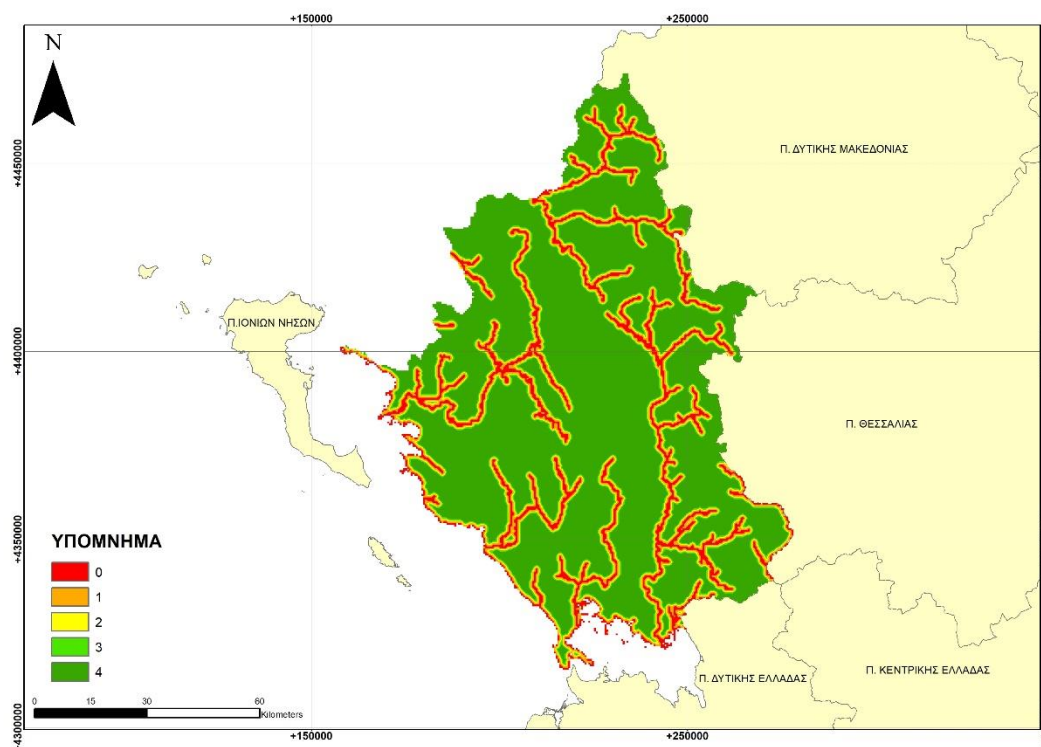 +150000
+250000
N
+4450000
Π. ΔΥΤΙΚΗΣ ΜΑΚΕΔΟΝΙΑΣ
Π.ΙΟΝΙΩΝ ΝΗΣΩΝ
+4400000
Π. ΘΕΣΣΑΛΙΑΣ
+4350000
ΥΠΟΜΝΗΜΑ
0
1
2
3
4
Π. ΚΕΝΤΡΙΚΗΣ ΕΛΛΑΔΑΣ
Π. ΔΥΤΙΚΗΣ ΕΛΛΑΔΑΣ
0
15
30
60
Kilometers
+4300000
+150000
+250000